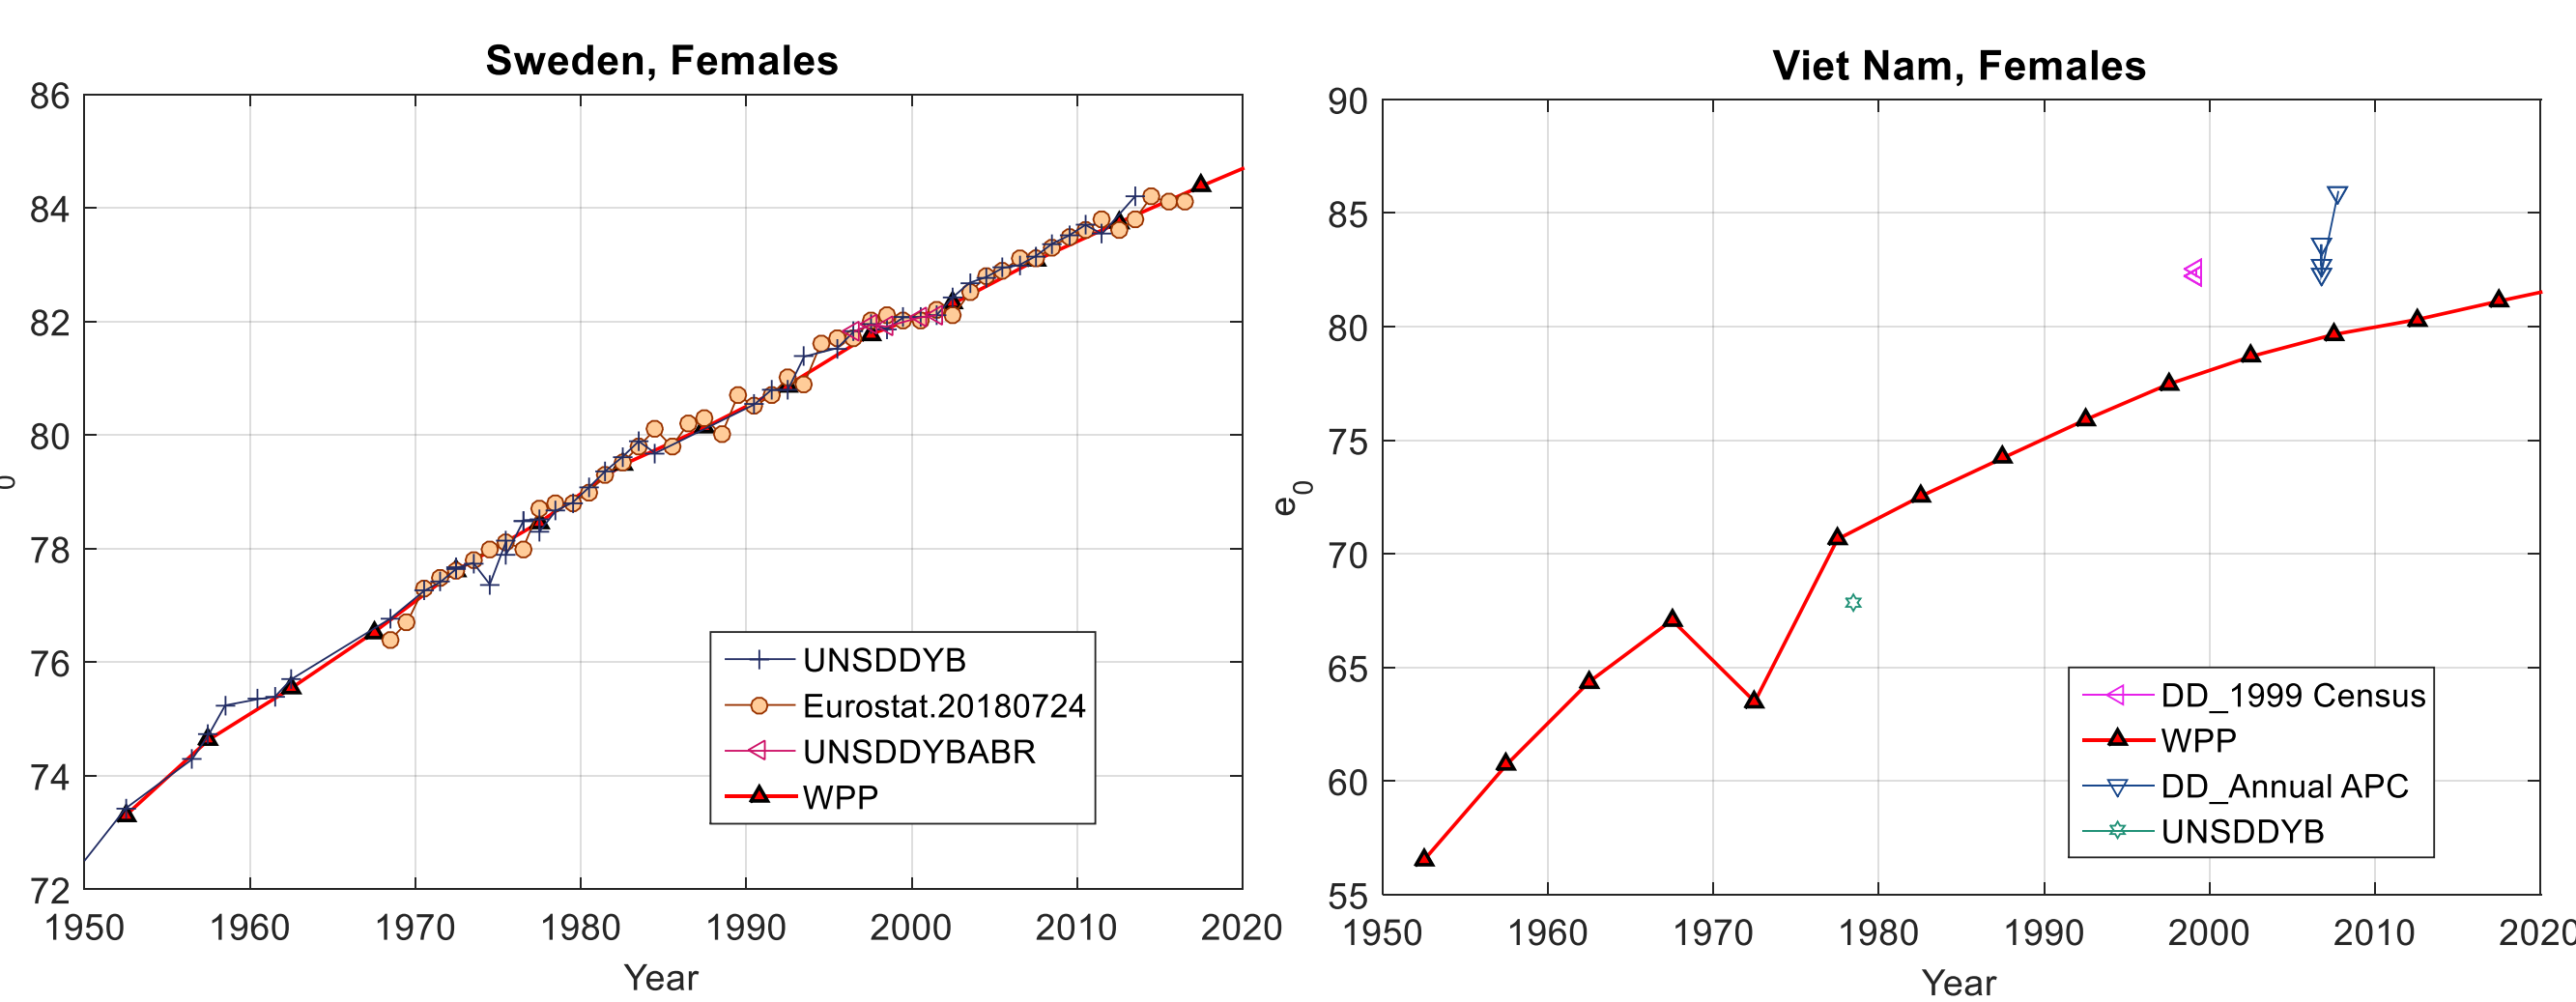 Sweden, Females
86
84
82
80
78
76
74
72
0
1950 1960 1970 1980 1990 2000 2010 2020
Year
UNSDDYB
Eurostat.20180724
UNSDDYBABR
WPP
Viet Nam, Females
90
85
80
75
70
65
60
55
e0
1950 1960 1970 1980 1990 2000 2010 2020
Year
DD_1999 Census
WPP
DD_Annual APC
UNSDDYB